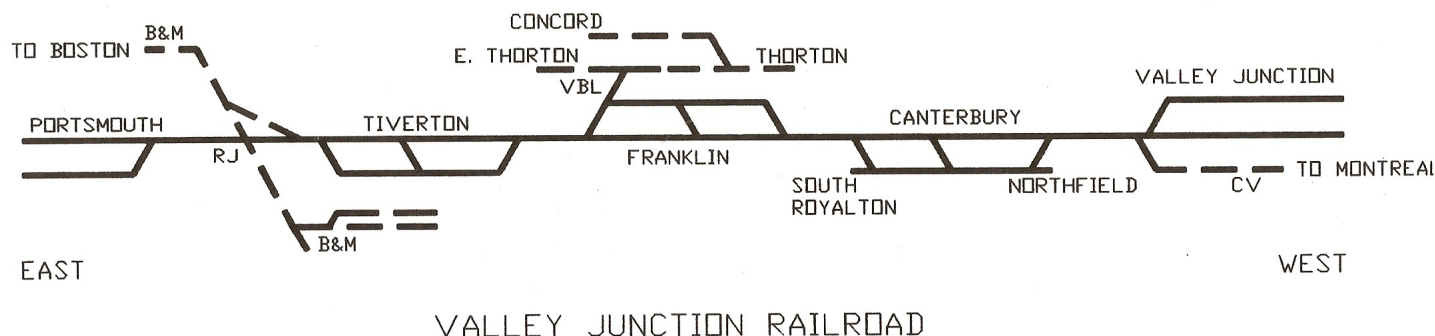 CONCORD
B&M
TO BOSTON
E. THORTON
THORTON
VBL
VALLEY JUNCTION
PORTSMOUTH
TIVERTON
CANTERBURY
RJ
FRANKLIN
SOUTH
ROYALTON
NORTHFIELD
CV
TO MONTREAL
B&M
EAST
WEST
VALLEY JUNCTION RAILROAD